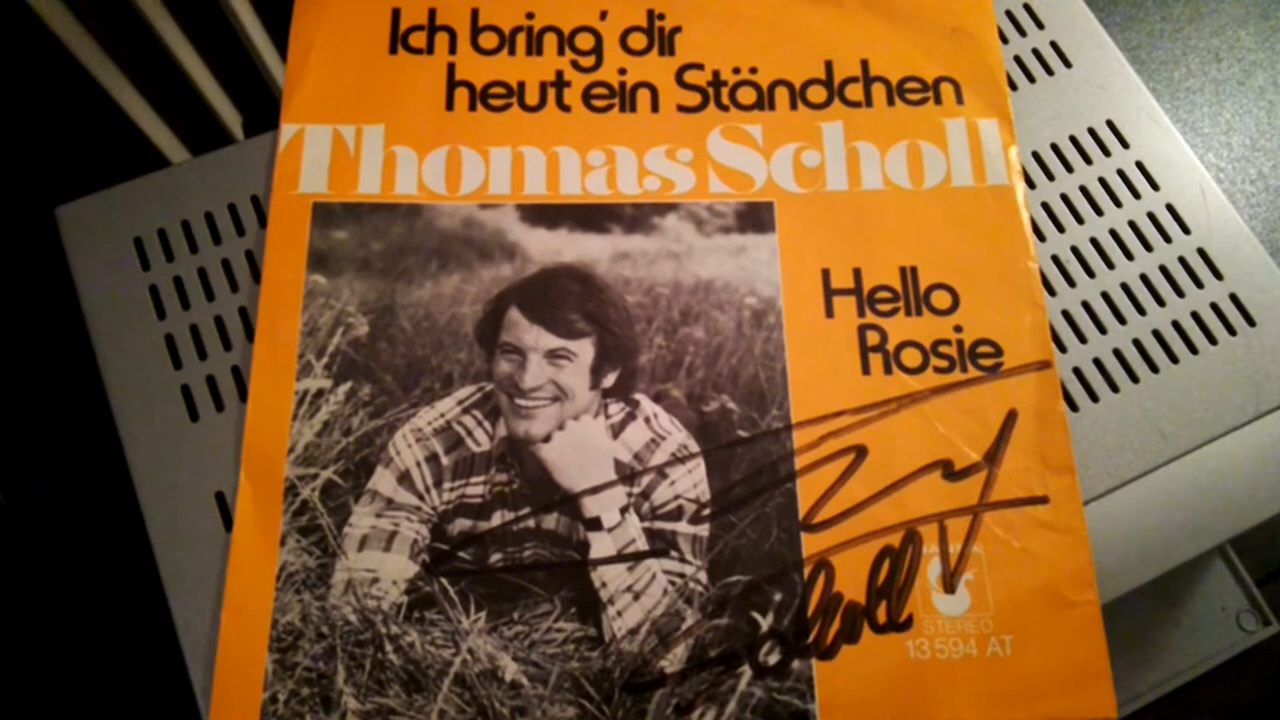 Ich bring' dir
heut ein Ständchen
Thomas Scholl
Hello
Rosie
Scholl
STEREO
13 594 AT